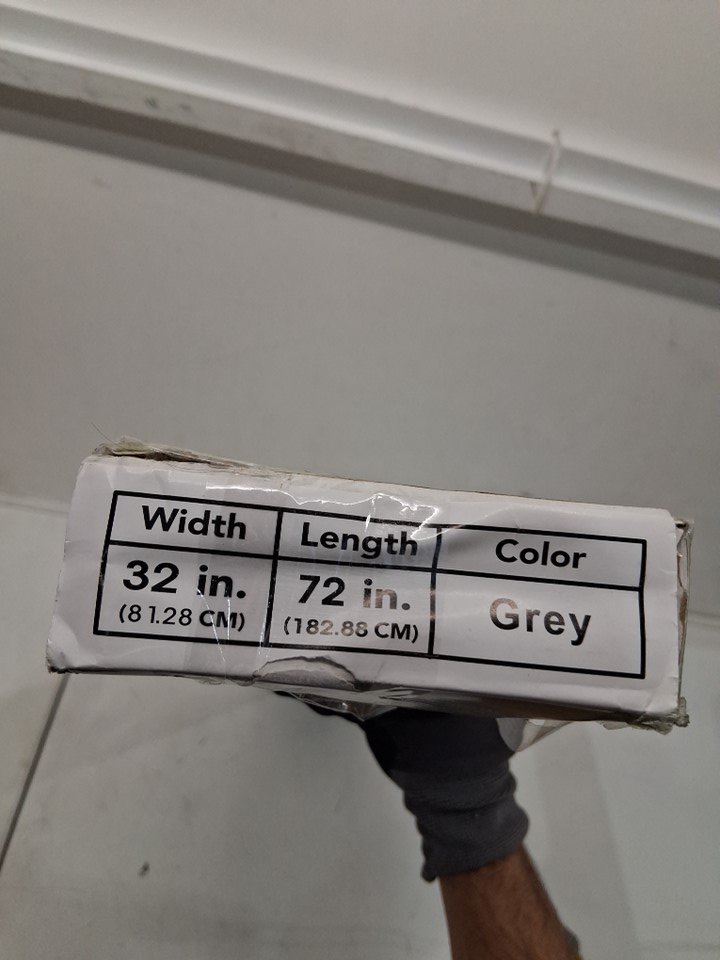 Width Length Color
32 in. 72 in. Grey
(81.28 CM) (182.88 CM)